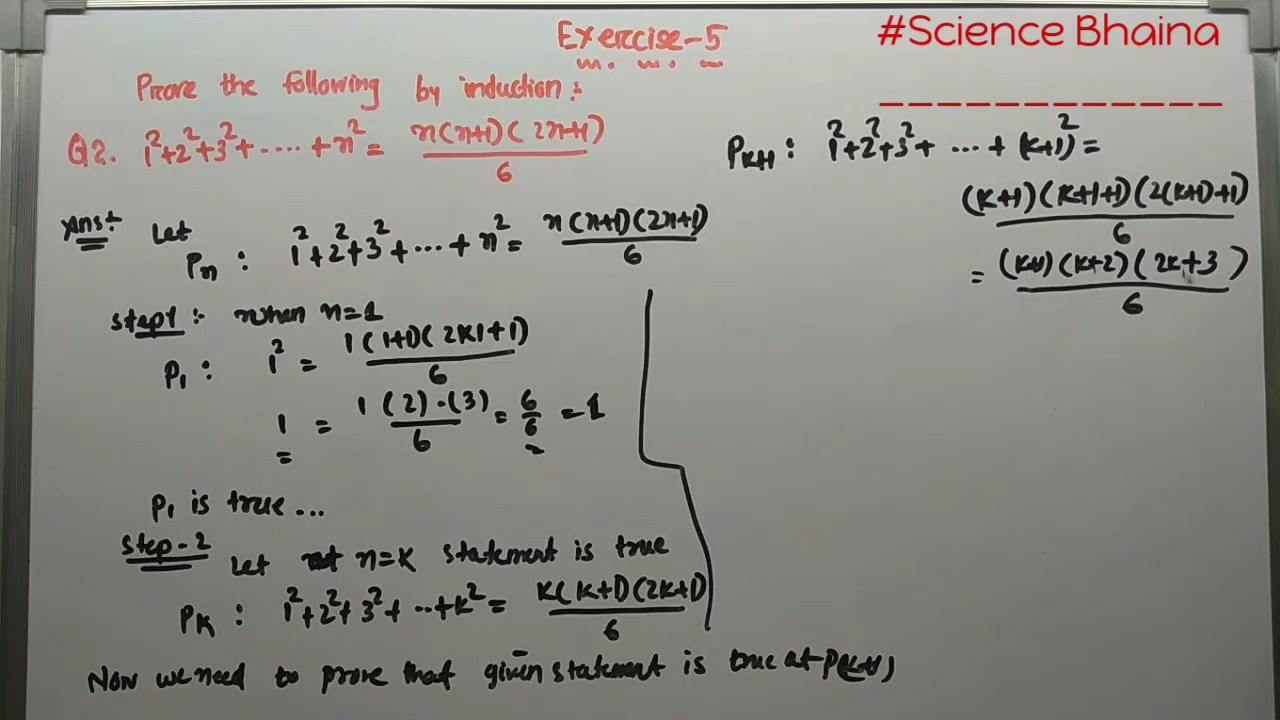 Exercise-5
#Science Bhaina
Prove the following by induction:-
Q2. 1²+2²+3²+.....+n² = n(n+1)(2n+1)/6
Ans:- Let
Pn : 1²+2²+3²+...+n² = n(n+1)(2n+1)/6
Step1:- when n=1
P1 : 1² = 1(1+1)(2×1+1)/6
1 = 1(2)·(3)/6 = 6/6 = 1
P1 is true...
Step-2 Let n=K statement is true
PK : 1²+2²+3²+..+K² = K(K+1)(2K+1)/6
Now we need to prove that given statement is true at P(K+1)
PK+1 : 1²+2²+3²+ ...+(K+1)² =
(K+1)(K+1+1)(2(K+1)+1)/6
= (K+1)(K+2)(2K+3)/6